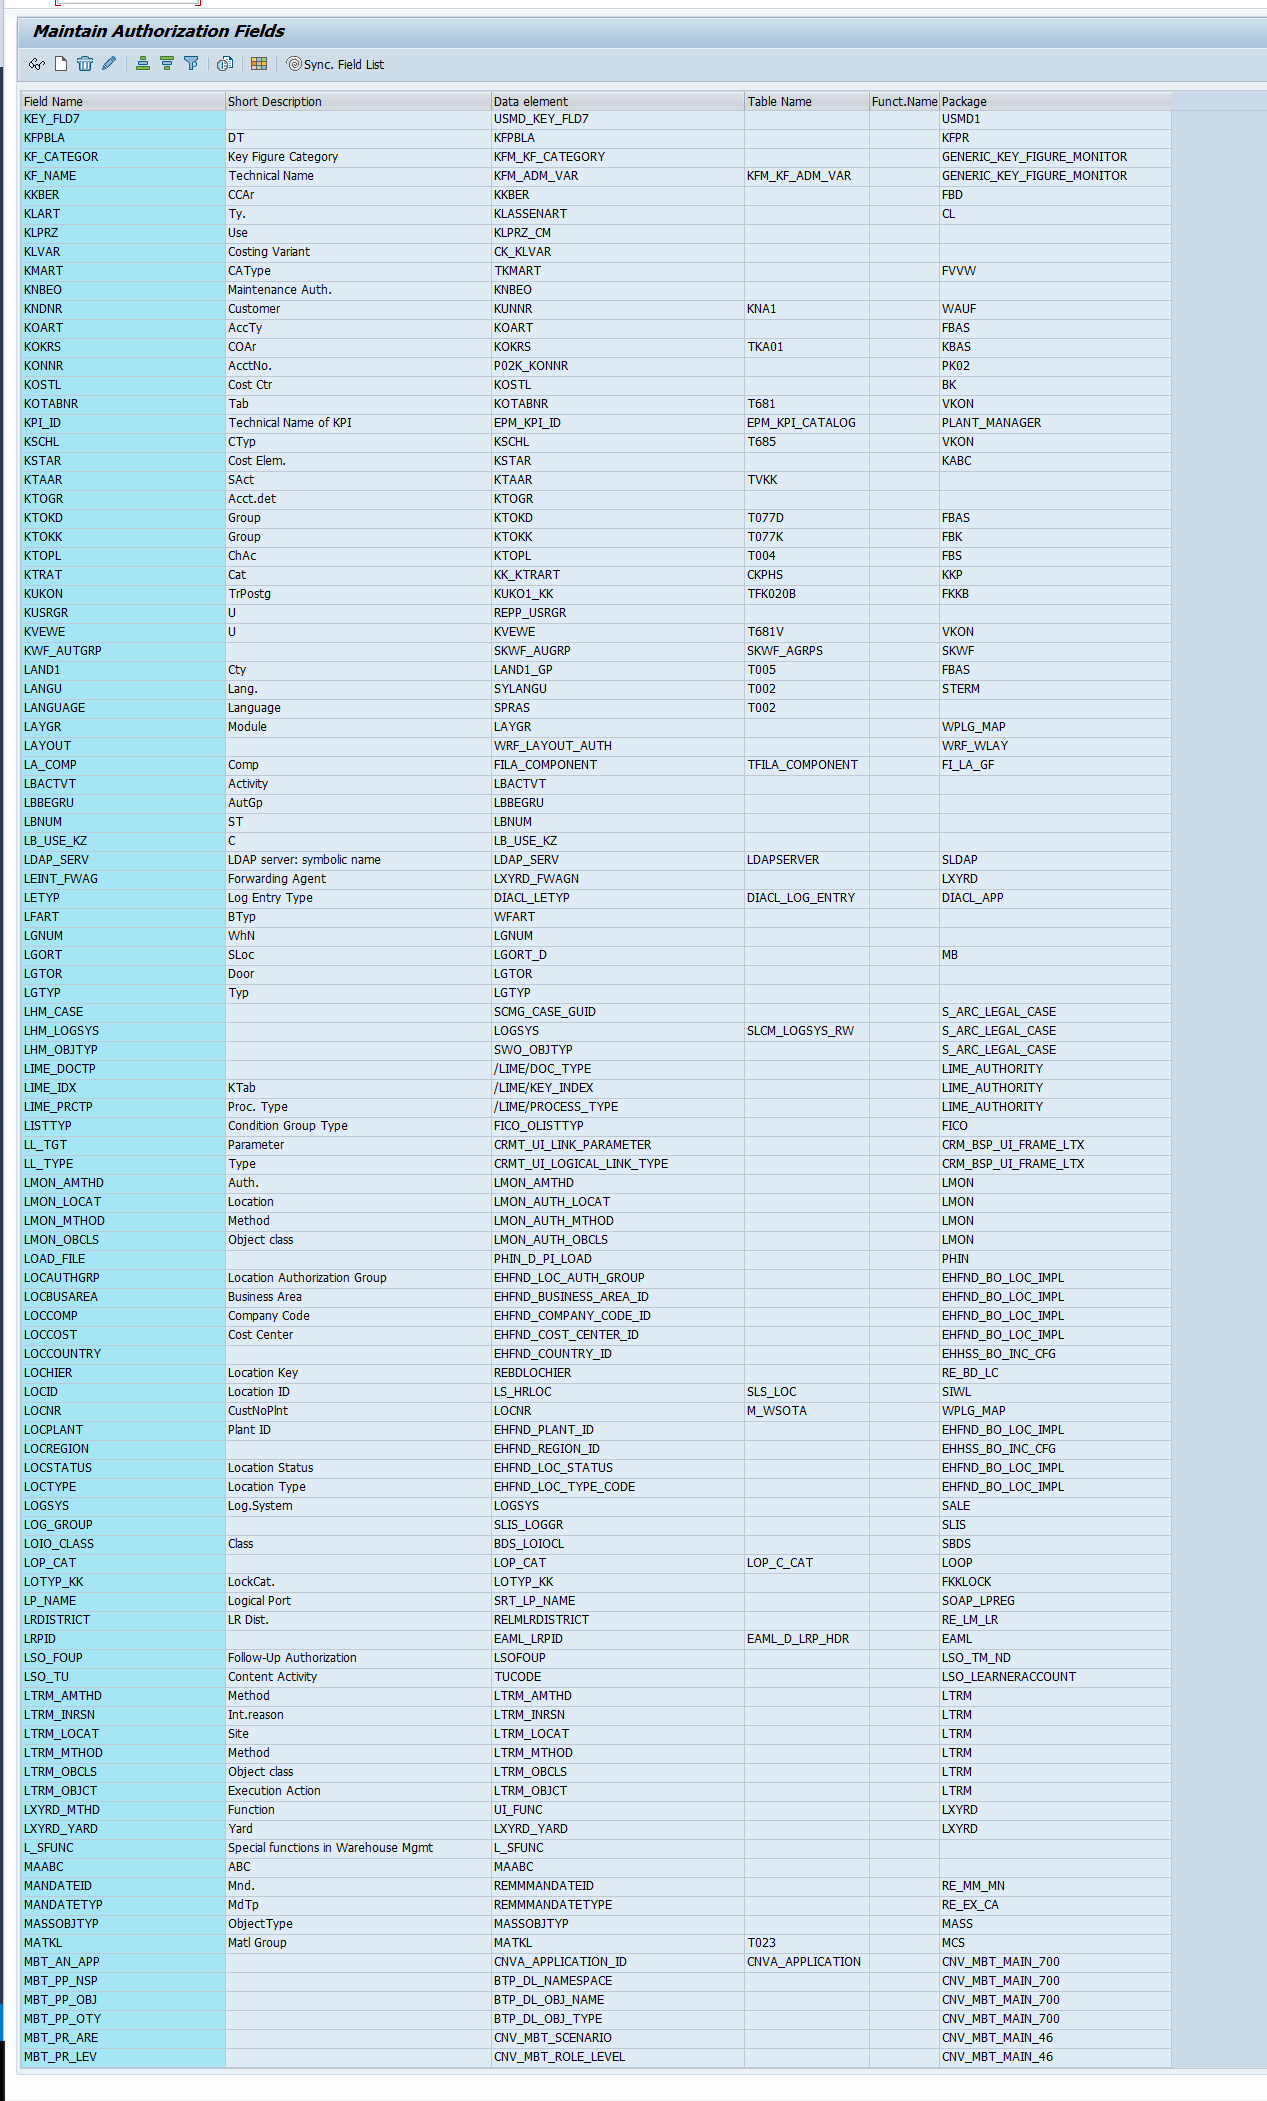 Maintain Authorization Fields
Sync. Field List
Field Name Short Description Data element Table Name Funct.Name Package
KEY_FLD7 USMD_KEY_FLD7 USMD1
KFPBLA DT KFPBLA KFPR
KF_CATEGOR Key Figure Category KFM_KF_CATEGORY GENERIC_KEY_FIGURE_MONITOR
KF_NAME Technical Name KFM_ADM_VAR KFM_KF_ADM_VAR GENERIC_KEY_FIGURE_MONITOR
KKBER CCAr KKBER FBD
KLART Ty. KLASSENART CL
KLPRZ Use KLPRZ_CM
KLVAR Costing Variant CK_KLVAR
KMART CAType TKMART FVVW
KNBEO Maintenance Auth. KNBEO
KNDNR Customer KUNNR KNA1 WAUF
KOART AccTy KOART FBAS
KOKRS COAr KOKRS TKA01 KBAS
KONNR AcctNo. P02K_KONNR PK02
KOSTL Cost Ctr KOSTL BK
KOTABNR Tab KOTABNR T681 VKON
KPI_ID Technical Name of KPI EPM_KPI_ID EPM_KPI_CATALOG PLANT_MANAGER
KSCHL CTyp KSCHL T685 VKON
KSTAR Cost Elem. KSTAR KABC
KTAAR SAct KTAAR TVKK
KTOGR Acct.det KTOGR
KTOKD Group KTOKD T077D FBAS
KTOKK Group KTOKK T077K FBK
KTOPL ChAc KTOPL T004 FBS
KTRAT Cat KK_KTRART CKPHS KKP
KUKON TrPostg KUKO1_KK TFK020B FKKB
KUSRGR U REPP_USRGR
KVEWE U KVEWE T681V VKON
KWF_AUTGRP SKWF_AUGRP SKWF_AGRPS SKWF
LAND1 Cty LAND1_GP T005 FBAS
LANGU Lang. SYLANGU T002 STERM
LANGUAGE Language SPRAS T002
LAYGR Module LAYGR WPLG_MAP
LAYOUT WRF_LAYOUT_AUTH WRF_WLAY
LA_COMP Comp FILA_COMPONENT TFILA_COMPONENT FI_LA_GF
LBACTVT Activity LBACTVT
LBBEGRU AutGp LBBEGRU
LBNUM ST LBNUM
LB_USE_KZ C LB_USE_KZ
LDAP_SERV LDAP server: symbolic name LDAP_SERV LDAPSERVER SLDAP
LEINT_FWAG Forwarding Agent LXYRD_FWAGN LXYRD
LETYP Log Entry Type DIACL_LETYP DIACL_LOG_ENTRY DIACL_APP
LFART BTyp WFART
LGNUM WhN LGNUM
LGORT SLoc LGORT_D MB
LGTOR Door LGTOR
LGTYP Typ LGTYP
LHM_CASE SCMG_CASE_GUID S_ARC_LEGAL_CASE
LHM_LOGSYS LOGSYS SLCM_LOGSYS_RW S_ARC_LEGAL_CASE
LHM_OBJTYP SWO_OBJTYP S_ARC_LEGAL_CASE
LIME_DOCTP /LIME/DOC_TYPE LIME_AUTHORITY
LIME_IDX KTab /LIME/KEY_INDEX LIME_AUTHORITY
LIME_PRCTP Proc. Type /LIME/PROCESS_TYPE LIME_AUTHORITY
LISTTYP Condition Group Type FICO_OLISTTYP FICO
LL_TGT Parameter CRMT_UI_LINK_PARAMETER CRM_BSP_UI_FRAME_LTX
LL_TYPE Type CRMT_UI_LOGICAL_LINK_TYPE CRM_BSP_UI_FRAME_LTX
LMON_AMTHD Auth. LMON_AMTHD LMON
LMON_LOCAT Location LMON_AUTH_LOCAT LMON
LMON_MTHOD Method LMON_AUTH_MTHOD LMON
LMON_OBCLS Object class LMON_AUTH_OBCLS LMON
LOAD_FILE PHIN_D_PI_LOAD PHIN
LOCAUTHGRP Location Authorization Group EHFND_LOC_AUTH_GROUP EHFND_BO_LOC_IMPL
LOCBUSAREA Business Area EHFND_BUSINESS_AREA_ID EHFND_BO_LOC_IMPL
LOCCOMP Company Code EHFND_COMPANY_CODE_ID EHFND_BO_LOC_IMPL
LOCCOST Cost Center EHFND_COST_CENTER_ID EHFND_BO_LOC_IMPL
LOCCOUNTRY EHFND_COUNTRY_ID EHHSS_BO_INC_CFG
LOCHIER Location Key REBDLOCHIER RE_BD_LC
LOCID Location ID LS_HRLOC SLS_LOC SIWL
LOCNR CustNoPlnt LOCNR M_WSOTA WPLG_MAP
LOCPLANT Plant ID EHFND_PLANT_ID EHFND_BO_LOC_IMPL
LOCREGION EHFND_REGION_ID EHHSS_BO_INC_CFG
LOCSTATUS Location Status EHFND_LOC_STATUS EHFND_BO_LOC_IMPL
LOCTYPE Location Type EHFND_LOC_TYPE_CODE EHFND_BO_LOC_IMPL
LOGSYS Log.System LOGSYS SALE
LOG_GROUP SLIS_LOGGR SLIS
LOIO_CLASS Class BDS_LOIOCL SBDS
LOP_CAT LOP_CAT LOP_C_CAT LOOP
LOTYP_KK LockCat. LOTYP_KK FKKLOCK
LP_NAME Logical Port SRT_LP_NAME SOAP_LPREG
LRDISTRICT LR Dist. RELMLRDISTRICT RE_LM_LR
LRPID EAML_LRPID EAML_D_LRP_HDR EAML
LSO_FOUP Follow-Up Authorization LSOFOUP LSO_TM_ND
LSO_TU Content Activity TUCODE LSO_LEARNERACCOUNT
LTRM_AMTHD Method LTRM_AMTHD LTRM
LTRM_INRSN Int.reason LTRM_INRSN LTRM
LTRM_LOCAT Site LTRM_LOCAT LTRM
LTRM_MTHOD Method LTRM_MTHOD LTRM
LTRM_OBCLS Object class LTRM_OBCLS LTRM
LTRM_OBJCT Execution Action LTRM_OBJCT LTRM
LXYRD_MTHD Function UI_FUNC LXYRD
LXYRD_YARD Yard LXYRD_YARD LXYRD
L_SFUNC Special functions in Warehouse Mgmt L_SFUNC
MAABC ABC MAABC
MANDATEID Mnd. REMMMANDATEID RE_MM_MN
MANDATETYP MdTp REMMMANDATETYPE RE_EX_CA
MASSOBJTYP ObjectType MASSOBJTYP MASS
MATKL Matl Group MATKL T023 MCS
MBT_AN_APP CNVA_APPLICATION_ID CNVA_APPLICATION CNV_MBT_MAIN_700
MBT_PP_NSP BTP_DL_NAMESPACE CNV_MBT_MAIN_700
MBT_PP_OBJ BTP_DL_OBJ_NAME CNV_MBT_MAIN_700
MBT_PP_OTY BTP_DL_OBJ_TYPE CNV_MBT_MAIN_700
MBT_PR_ARE CNV_MBT_SCENARIO CNV_MBT_MAIN_46
MBT_PR_LEV CNV_MBT_ROLE_LEVEL CNV_MBT_MAIN_46